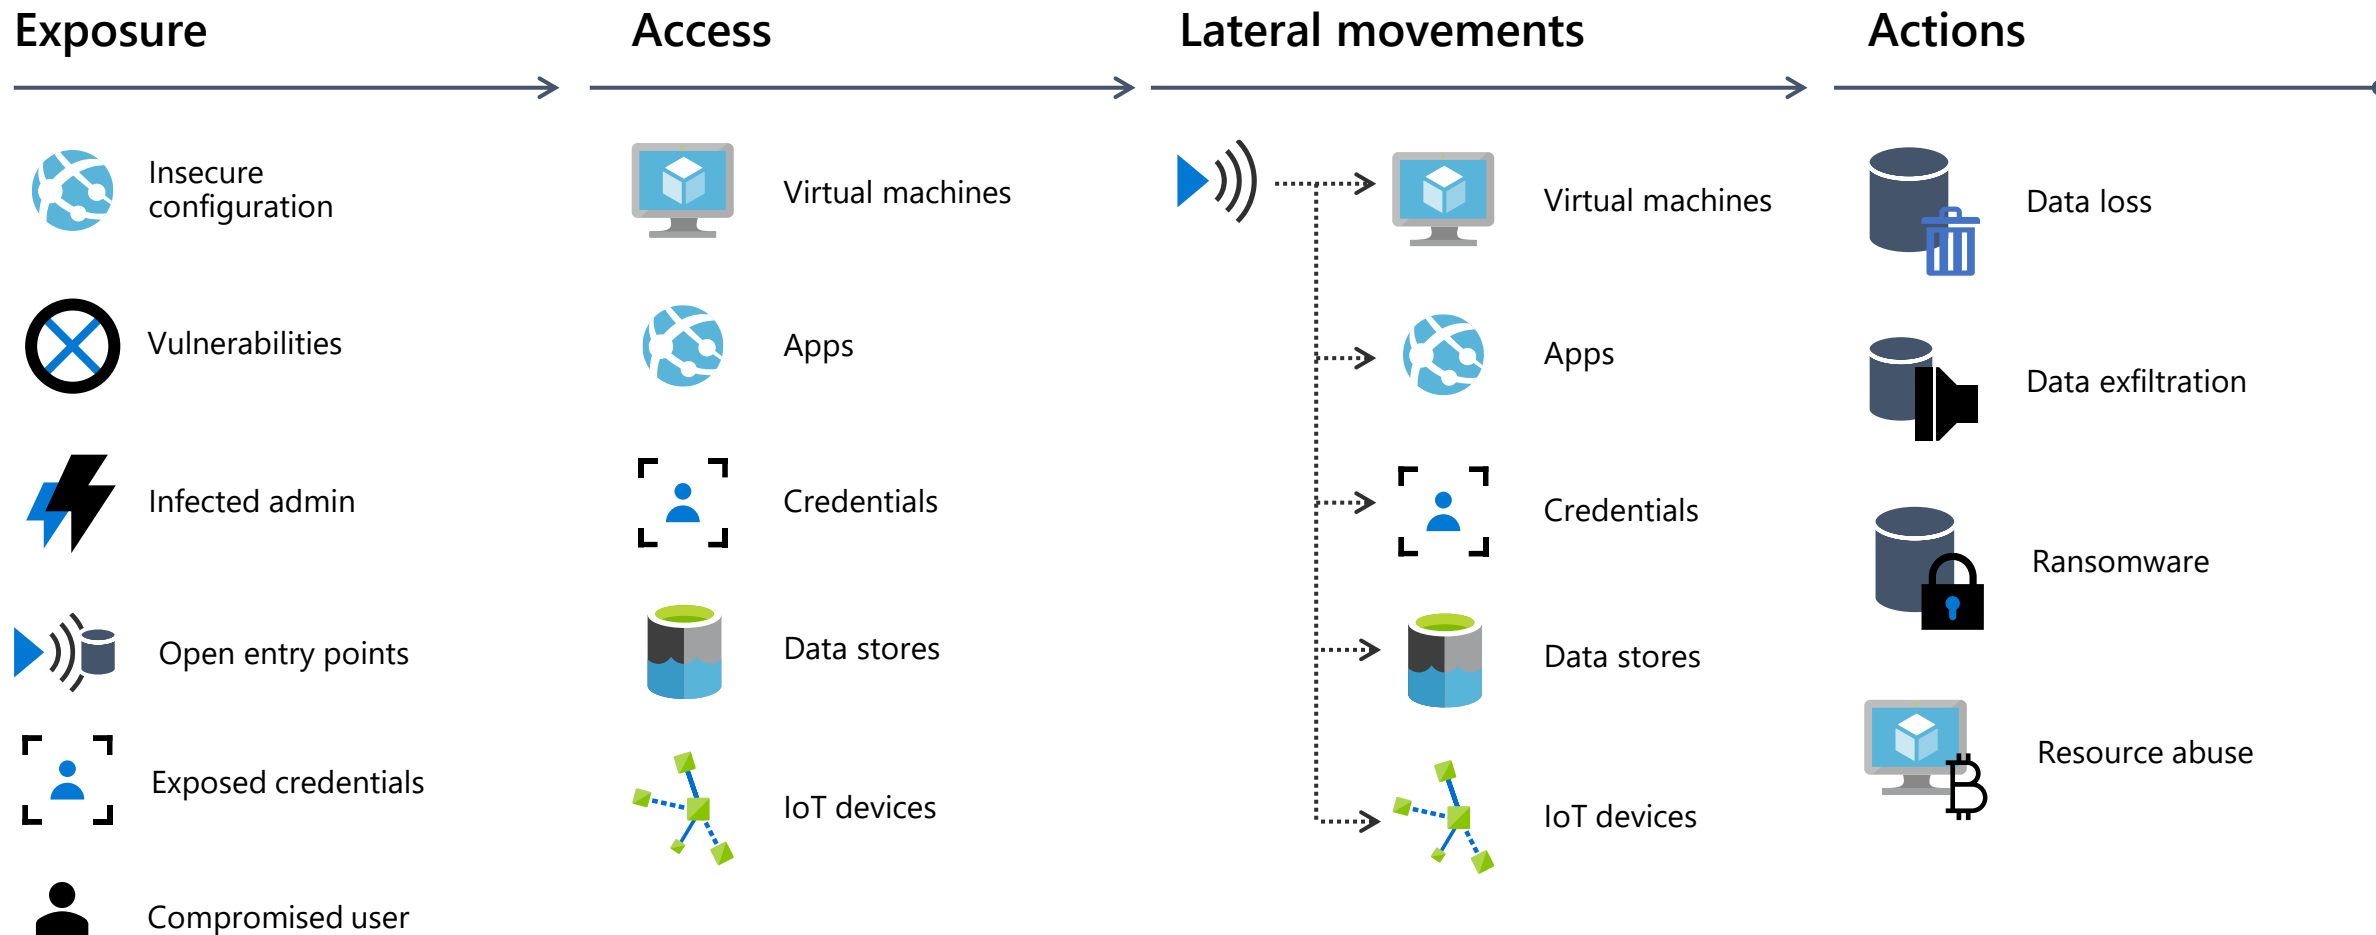 Exposure
Insecure
configuration
Vulnerabilities
Infected admin
Open entry points
Exposed credentials
Compromised user
Access
Virtual machines
Apps
Credentials
Data stores
IoT devices
Lateral movements
Virtual machines
Apps
Credentials
Data stores
IoT devices
Actions
Data loss
Data exfiltration
Ransomware
Resource abuse